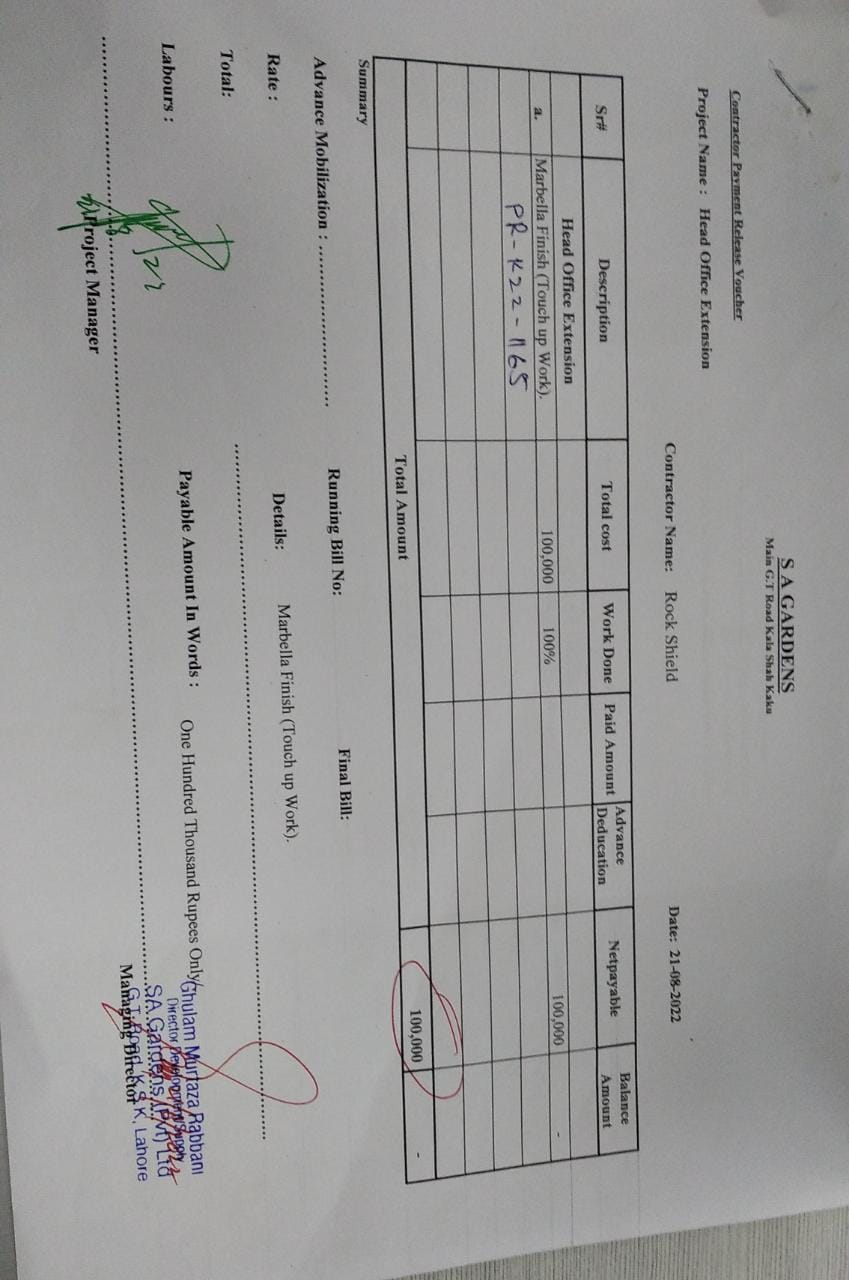 S A GARDENS
Main G.T Road Kala Shah Kaku
Contractor Payment Release Voucher
Project Name : Head Office Extension
Contractor Name: Rock Shield
Date: 21-08-2022
Sr# Description Total cost Work Done Paid Amount Advance Deducation Netpayable Balance Amount
Head Office Extension
a. Marbella Finish (Touch up Work). 100,000 100% 100,000 -
PR-K22-1165
Total Amount 100,000 -
Summary
Advance Mobilization : .................... Running Bill No: Final Bill:
Rate : Details: Marbella Finish (Touch up Work).
Total:
Labours : Payable Amount In Words : One Hundred Thousand Rupees Only/
Ghulam Murtaza Rabbani
Director Development
S.A Gardens (Pvt) Ltd
G.T Road, K.S.K, Lahore
Project Manager Managing Director